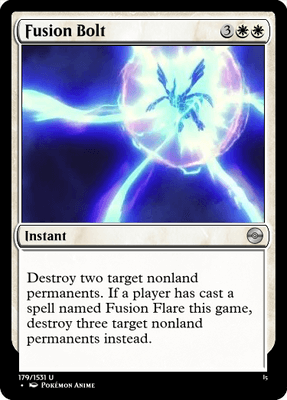 Fusion Bolt 3
Instant
Destroy two target nonland
permanents. If a player has cast a
spell named Fusion Flare this game,
destroy three target nonland
permanents instead.
179/1531 U
• Pokémon Anime